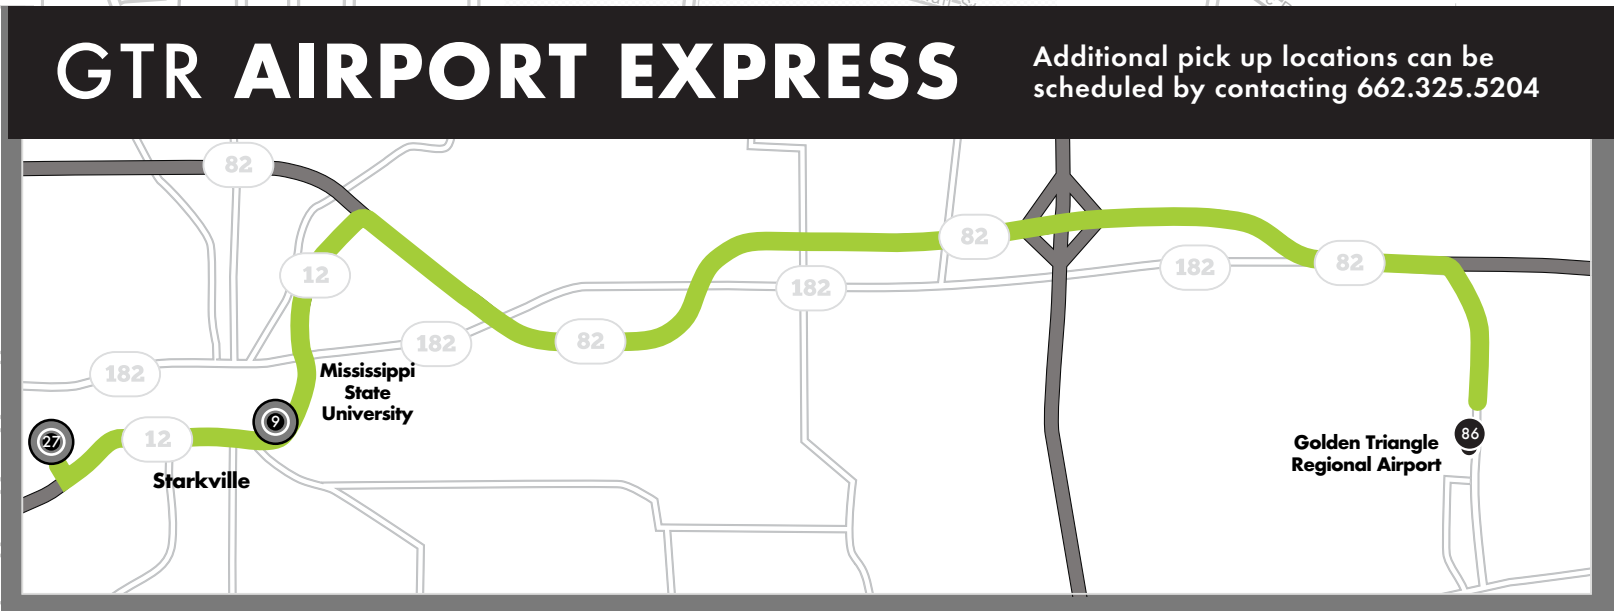 GTR AIRPORT EXPRESS
Additional pick up locations can be
scheduled by contacting 662.325.5204
82
12
82
182
82
182
182
82
182
Mississippi
State
University
27
12
9
Starkville
86
Golden Triangle
Regional Airport